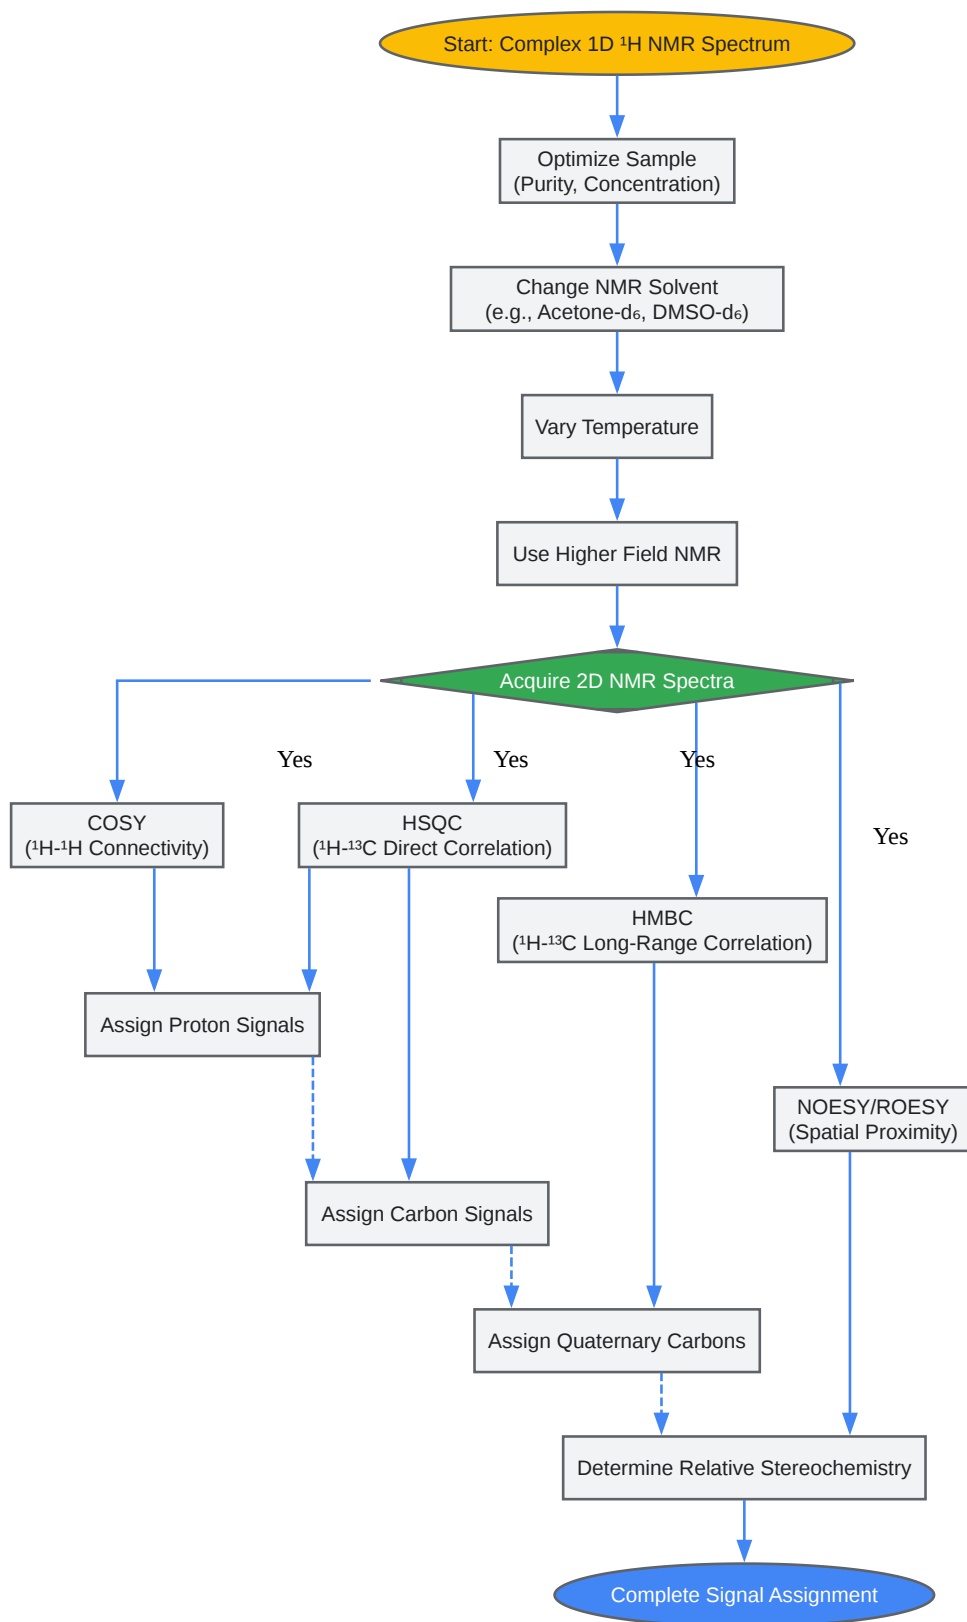 Start: Complex 1D ¹H NMR Spectrum
Optimize Sample
(Purity, Concentration)
Change NMR Solvent
(e.g., Acetone-d₆, DMSO-d₆)
Vary Temperature
Use Higher Field NMR
Acquire 2D NMR Spectra
Yes
Yes
Yes
Yes
COSY
(¹H-¹H Connectivity)
HSQC
(¹H-¹³C Direct Correlation)
HMBC
(¹H-¹³C Long-Range Correlation)
Assign Proton Signals
NOESY/ROESY
(Spatial Proximity)
Assign Carbon Signals
Assign Quaternary Carbons
Determine Relative Stereochemistry
Complete Signal Assignment